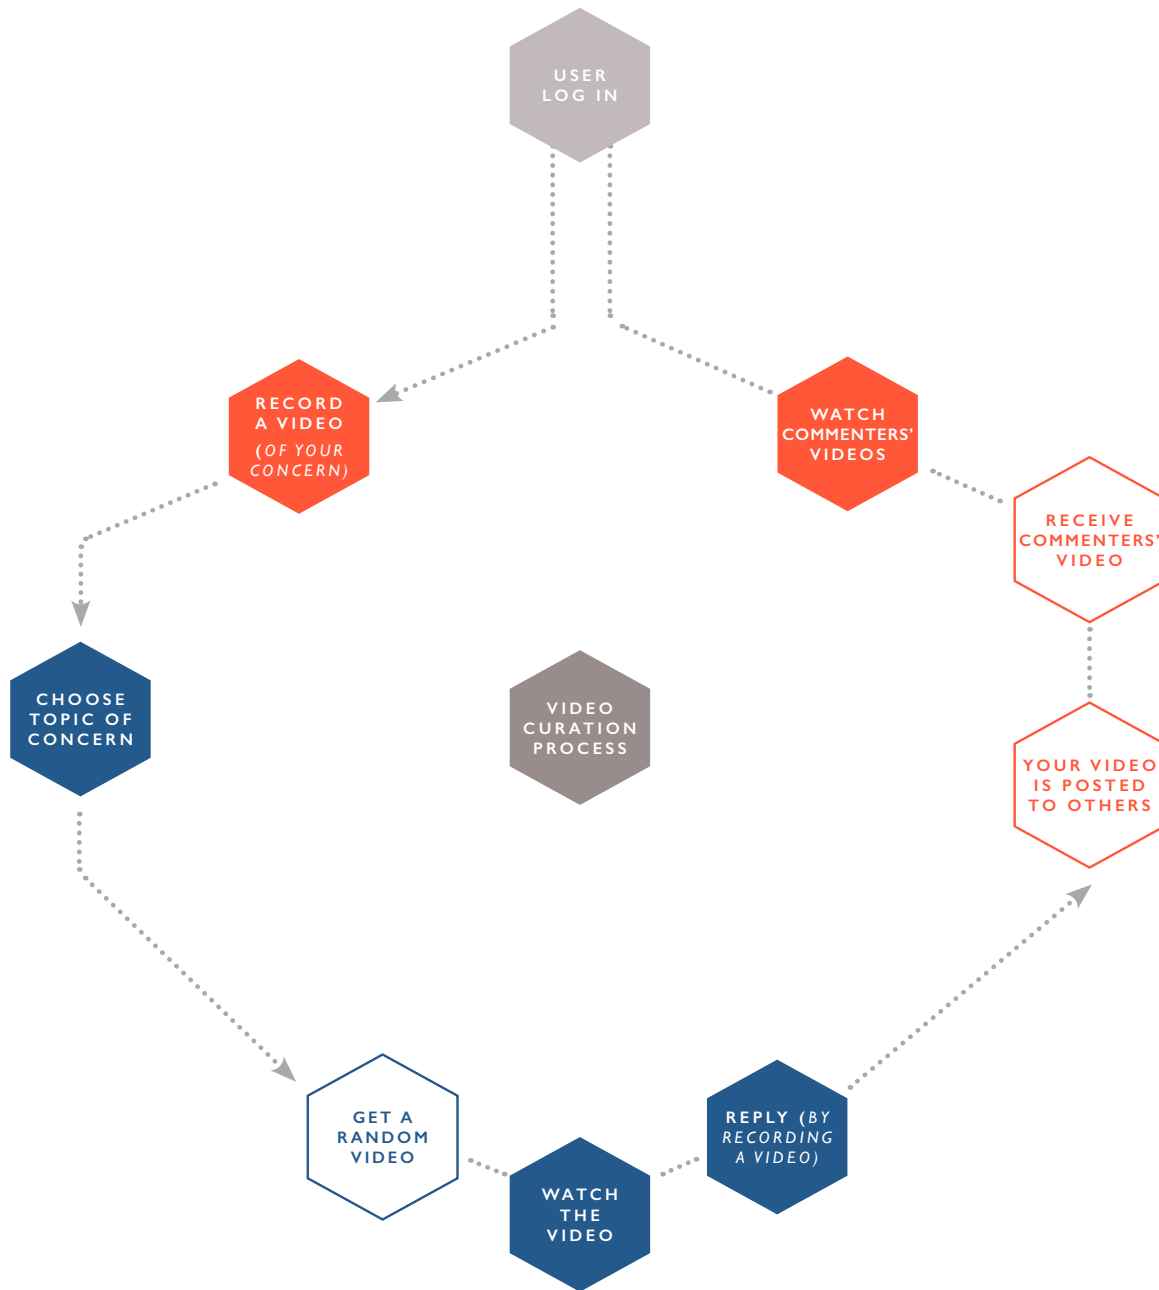 USER
LOG IN
RECORD
A VIDEO
(OF YOUR
CONCERN)
WATCH
COMMENTERS'
VIDEOS
RECEIVE
COMMENTERS'
VIDEO
CHOOSE
TOPIC OF
CONCERN
VIDEO
CURATION
PROCESS
YOUR VIDEO
IS POSTED
TO OTHERS
GET A
RANDOM
VIDEO
WATCH
THE
VIDEO
REPLY (BY
RECORDING
A VIDEO)